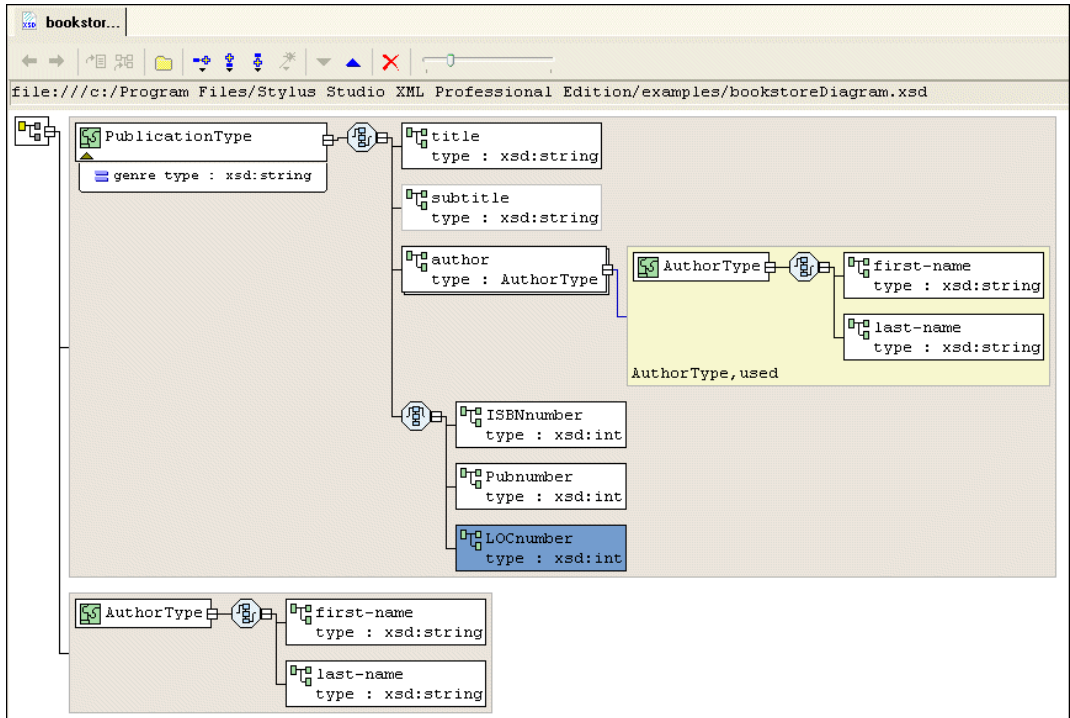 bookstor...
file:///c:/Program Files/Stylus Studio XML Professional Edition/examples/bookstoreDiagram.xsd
PublicationType
genre type : xsd:string
title
type : xsd:string
subtitle
type : xsd:string
author
type : AuthorType
AuthorType
first-name
type : xsd:string
last-name
type : xsd:string
AuthorType,used
ISBNnumber
type : xsd:int
Pubnumber
type : xsd:int
LOCnumber
type : xsd:int
AuthorType
first-name
type : xsd:string
last-name
type : xsd:string